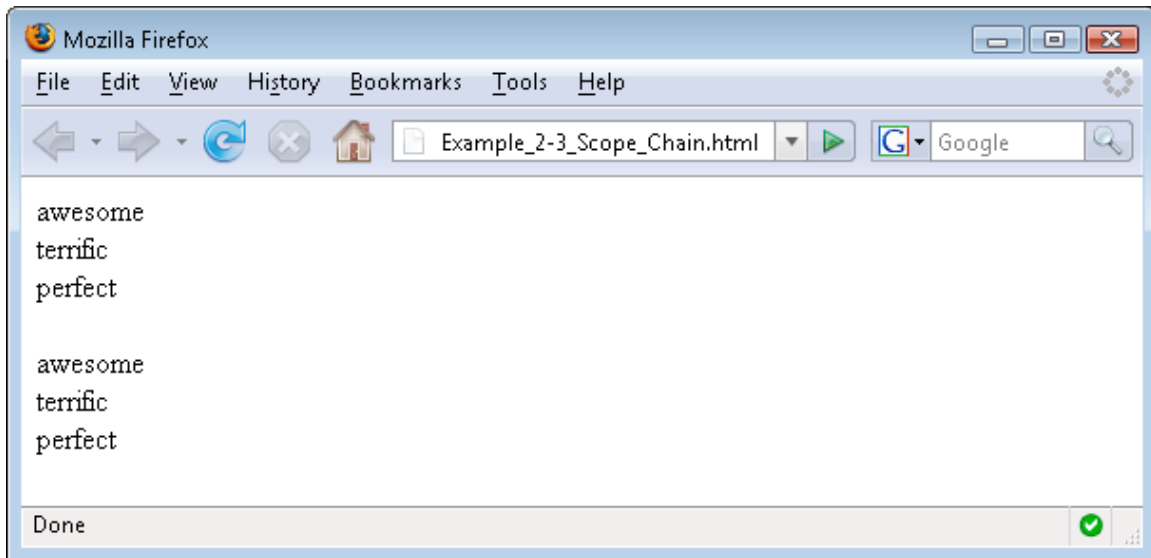 Mozilla Firefox
File Edit View History Bookmarks Tools Help
Example_2-3_Scope_Chain.html G Google
awesome
terrific
perfect
awesome
terrific
perfect
Done